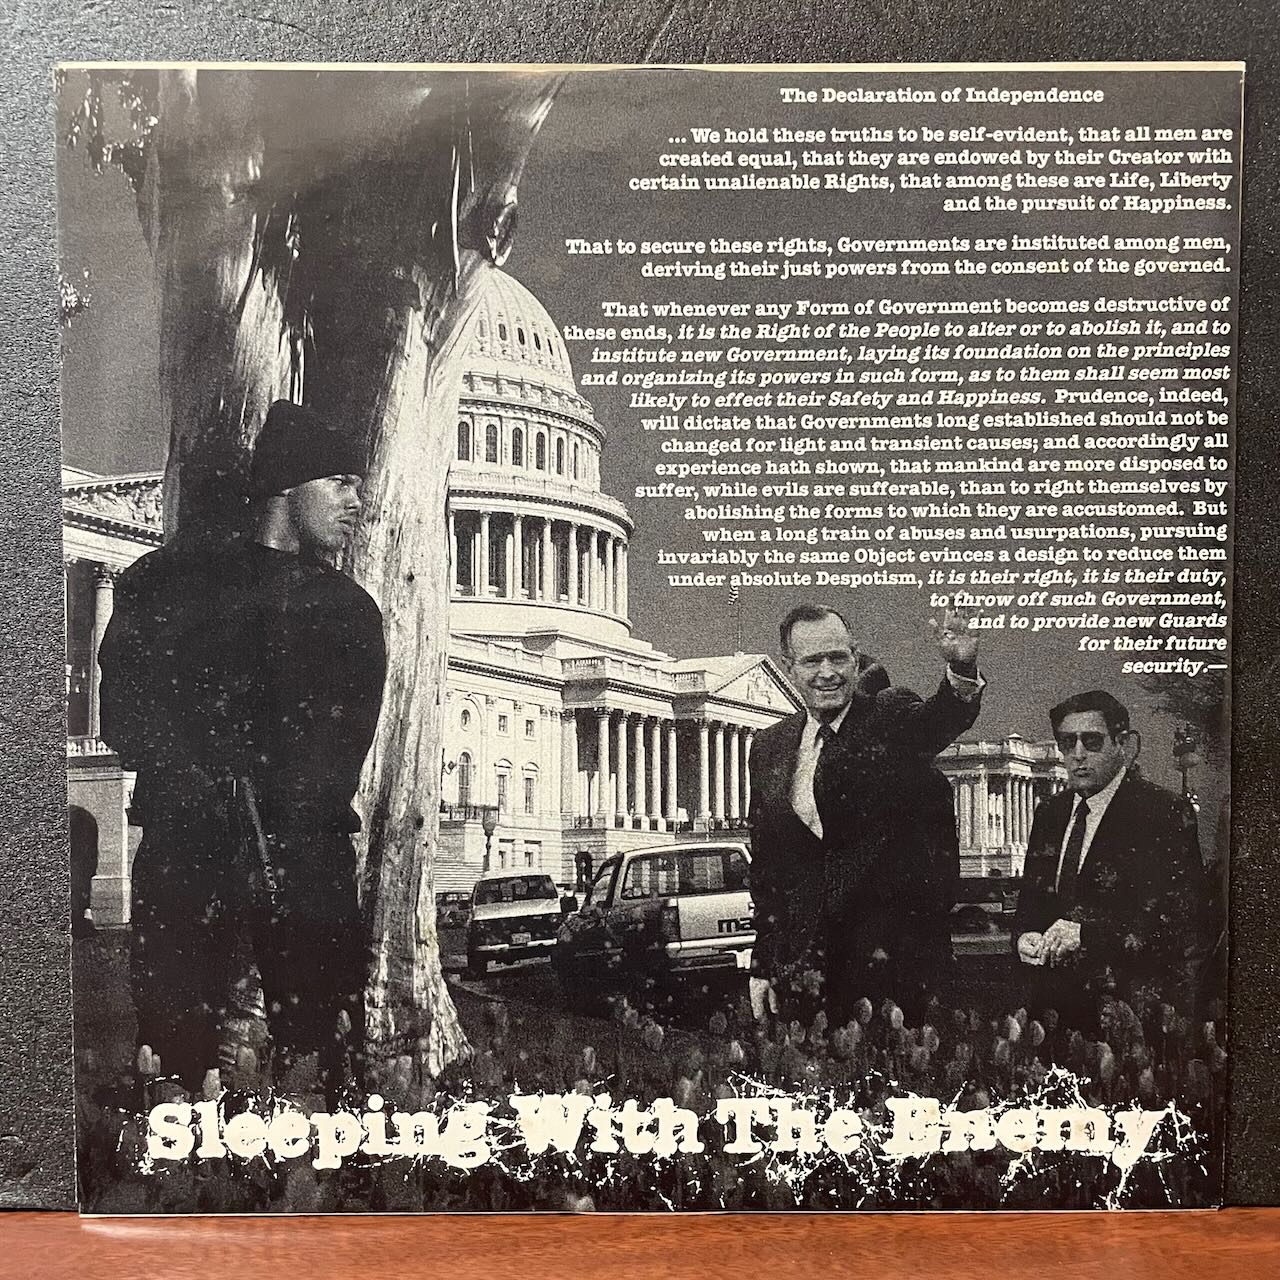 The Declaration of Independence
... We hold these truths to be self-evident, that all men are
created equal, that they are endowed by their Creator with
certain unalienable Rights, that among these are Life, Liberty
and the pursuit of Happiness.
That to secure these rights, Governments are instituted among men,
deriving their just powers from the consent of the governed.
That whenever any Form of Government becomes destructive of
these ends, it is the Right of the People to alter or to abolish it, and to
institute new Government, laying its foundation on the principles
and organizing its powers in such form, as to them shall seem most
likely to effect their Safety and Happiness. Prudence, indeed,
will dictate that Governments long established should not be
changed for light and transient causes; and accordingly all
experience hath shown, that mankind are more disposed to
suffer, while evils are sufferable, than to right themselves by
abolishing the forms to which they are accustomed. But
when a long train of abuses and usurpations, pursuing
invariably the same Object evinces a design to reduce them
under absolute Despotism, it is their right, it is their duty,
to throw off such Government,
and to provide new Guards
for their future
security.—
ma
Sleeping With The Enemy